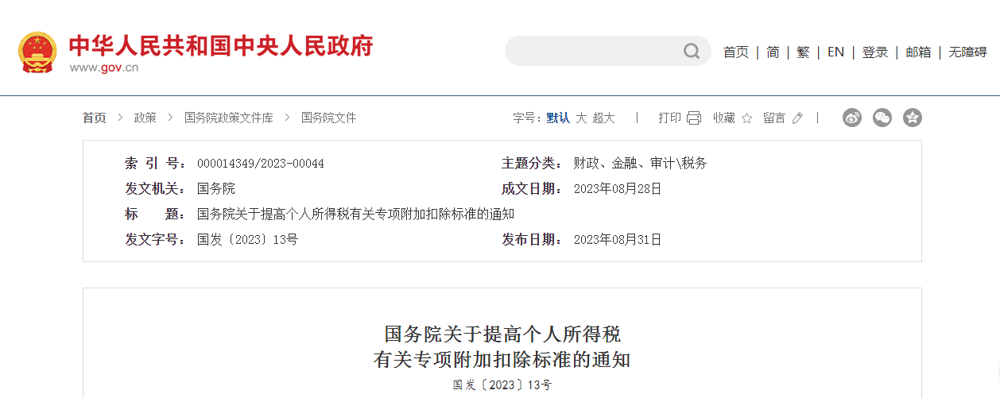 中华人民共和国中央人民政府
www.gov.cn
首页 | 简 | 繁 | EN | 登录 | 邮箱 | 无障碍
首页 > 政策 > 国务院政策文件库 > 国务院文件
字号：默认 大 超大 | 打印 收藏 留言 |
索 引 号： 000014349/2023-00044 主题分类： 财政、金融、审计\税务
发文机关： 国务院 成文日期： 2023年08月28日
标 题： 国务院关于提高个人所得税有关专项附加扣除标准的通知
发文字号： 国发〔2023〕13号 发布日期： 2023年08月31日
国务院关于提高个人所得税
有关专项附加扣除标准的通知
国发〔2023〕13号